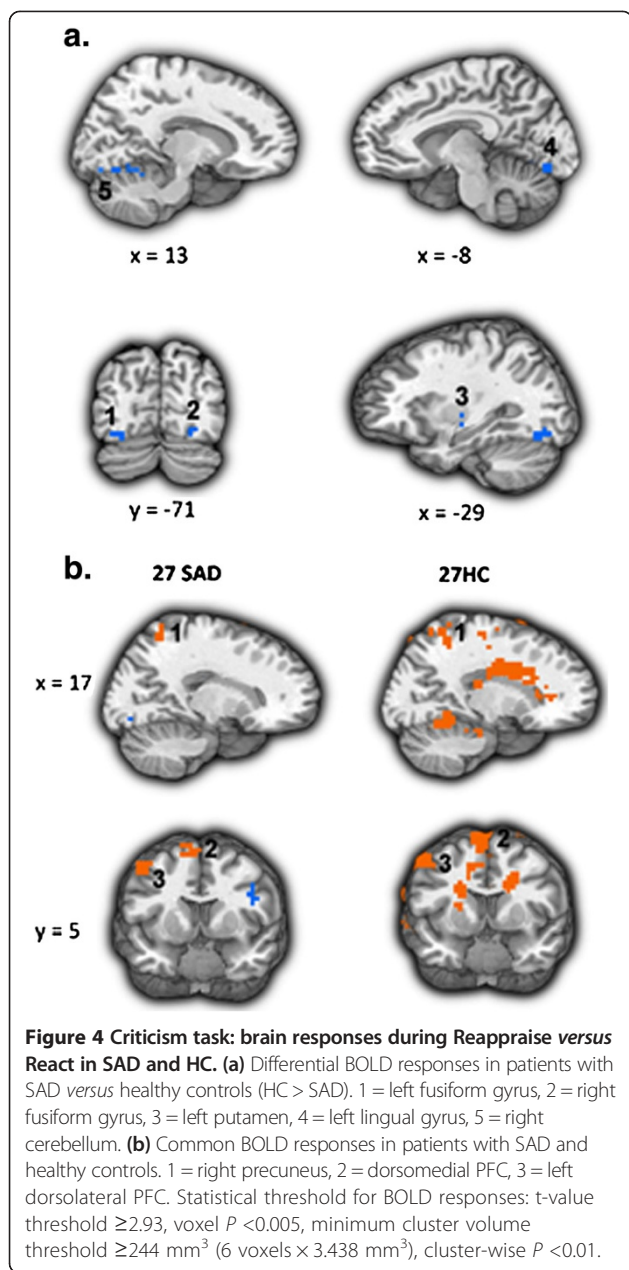 a.
4
5
x = 13
x = -8
1
2
3
y = -71
x = -29
b.
27 SAD
27HC
1
1
x = 17
2
2
3
3
y = 5
Figure 4 Criticism task: brain responses during Reappraise versus
React in SAD and HC. (a) Differential BOLD responses in patients with
SAD versus healthy controls (HC > SAD). 1 = left fusiform gyrus, 2 = right
fusiform gyrus, 3 = left putamen, 4 = left lingual gyrus, 5 = right
cerebellum. (b) Common BOLD responses in patients with SAD and
healthy controls. 1 = right precuneus, 2 = dorsomedial PFC, 3 = left
dorsolateral PFC. Statistical threshold for BOLD responses: t-value
threshold ≥2.93, voxel P <0.005, minimum cluster volume
threshold ≥244 mm³ (6 voxels × 3.438 mm³), cluster-wise P <0.01.